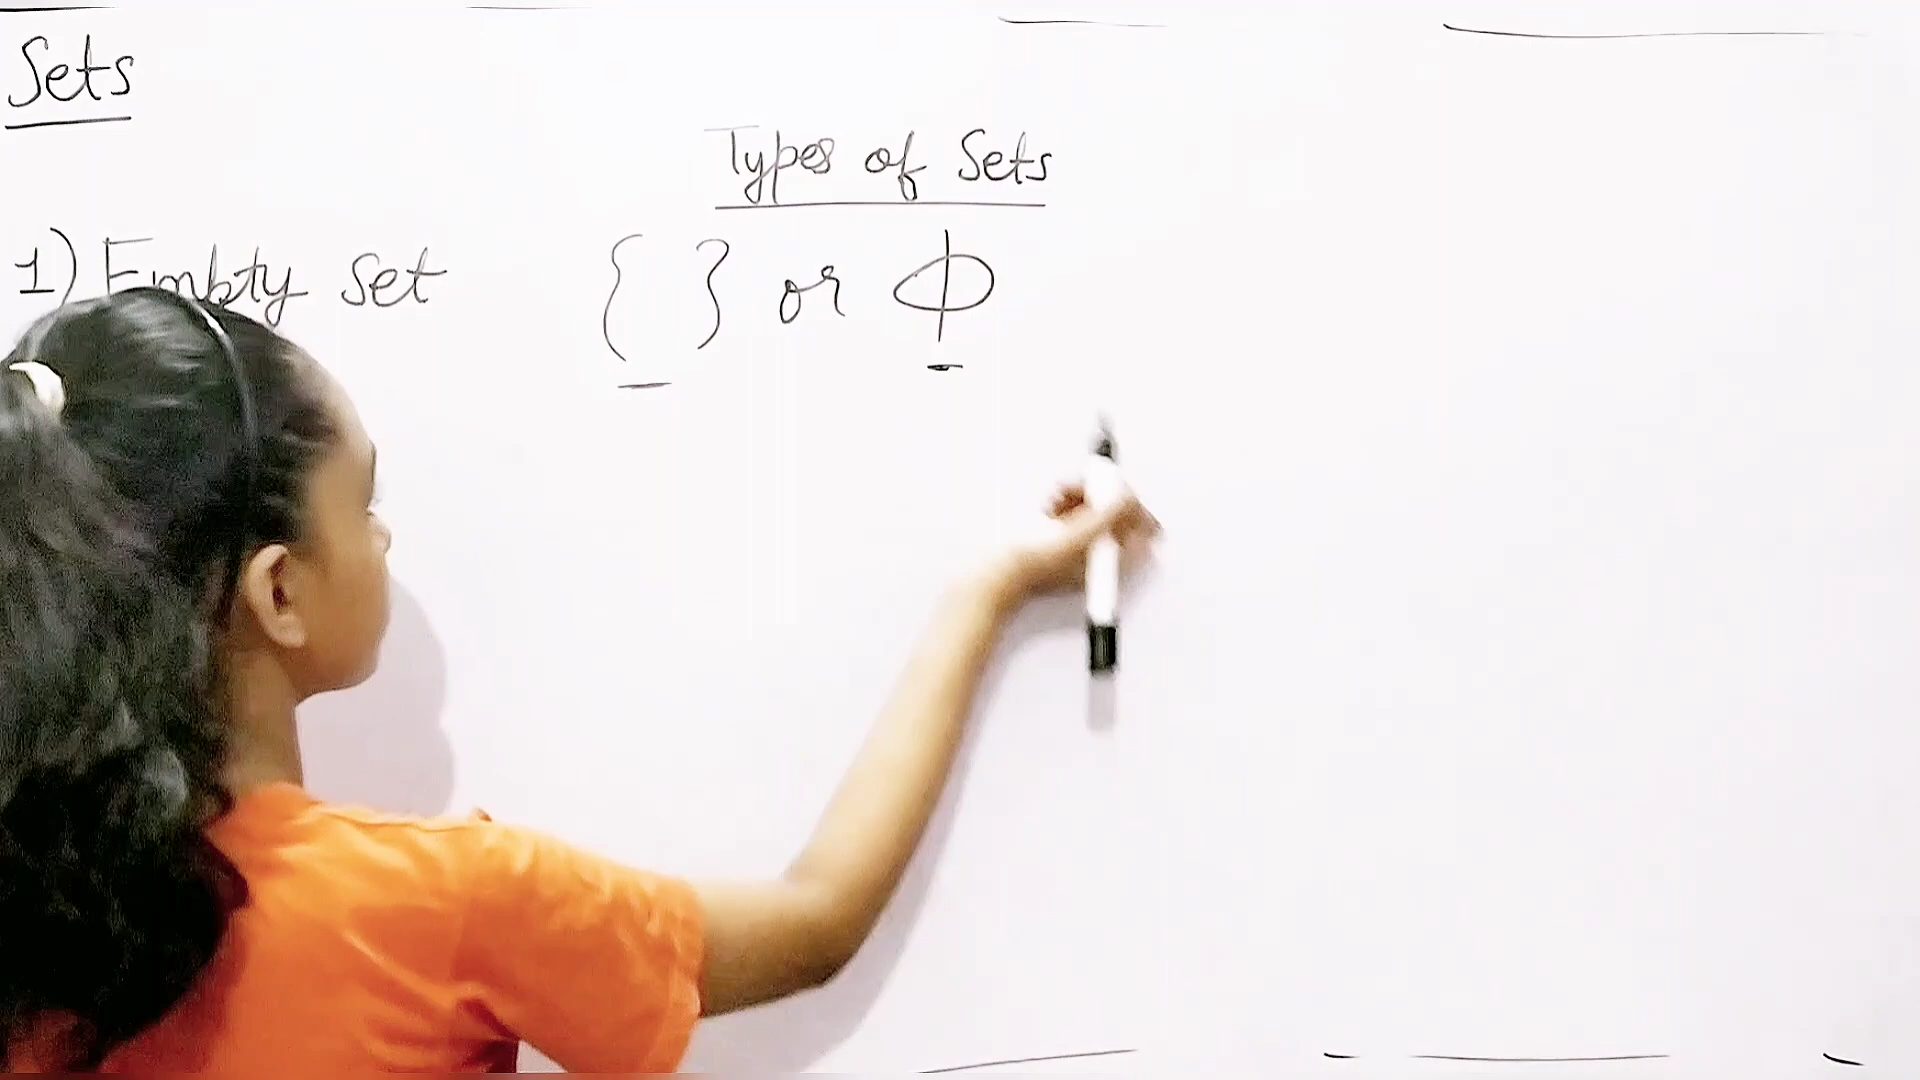 Sets
Types of Sets
1) Empty set { } or Φ